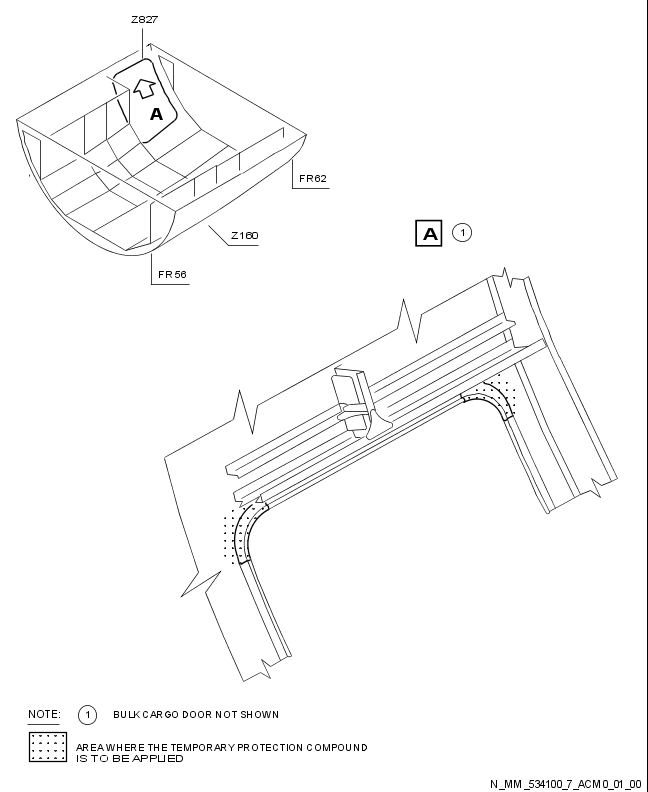 Z827
A
FR62
Z160
FR56
A 1
NOTE: 1 BULK CARGO DOOR NOT SHOWN
AREA WHERE THE TEMPORARY PROTECTION COMPOUND
IS TO BE APPLIED
N_MM_534100_7_ACM0_01_00